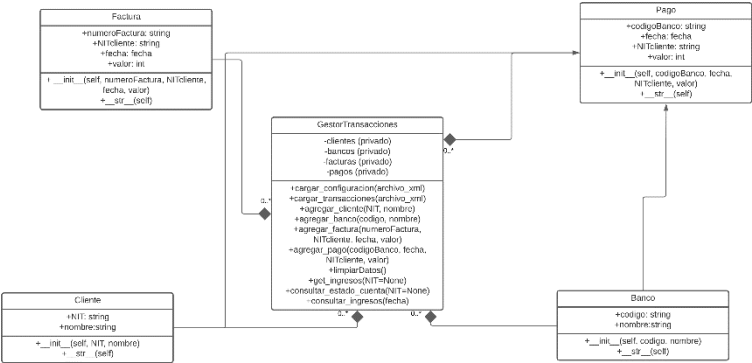 Factura
+numeroFactura: string
+NITcliente: string
+fecha: fecha
+valor: int
+ __init__(self, numeroFactura, NITcliente,
fecha, valor)
+__str__(self)
Pago
+codigoBanco: string
+fecha: fecha
+NITcliente: string
+valor: int
+__init__(self, codigoBanco, fecha,
NITcliente, valor)
+__str__(self)
GestorTransacciones
-clientes (privado)
-bancos (privado)
-facturas (privado)
-pagos (privado)
+cargar_configuracion(archivo_xml)
+cargar_transacciones(archivo_xml)
+agregar_cliente(NIT, nombre)
+agregar_banco(codigo, nombre)
+agregar_factura(numeroFactura,
NITcliente, fecha, valor)
+agregar_pago(codigoBanco, fecha,
NITcliente, valor)
+limpiarDatos()
+get_ingresos(NIT=None)
+consultar_estado_cuenta(NIT=None)
-consultar_ingresos(fecha)
0..*
0..*
0..*
0..*
Cliente
+NIT: string
+nombre:string
+__init__(self, NIT, nombre)
+__str__(self)
Banco
+codigo: string
+nombre:string
+__init__(self, codigo, nombre)
+__str__(self)